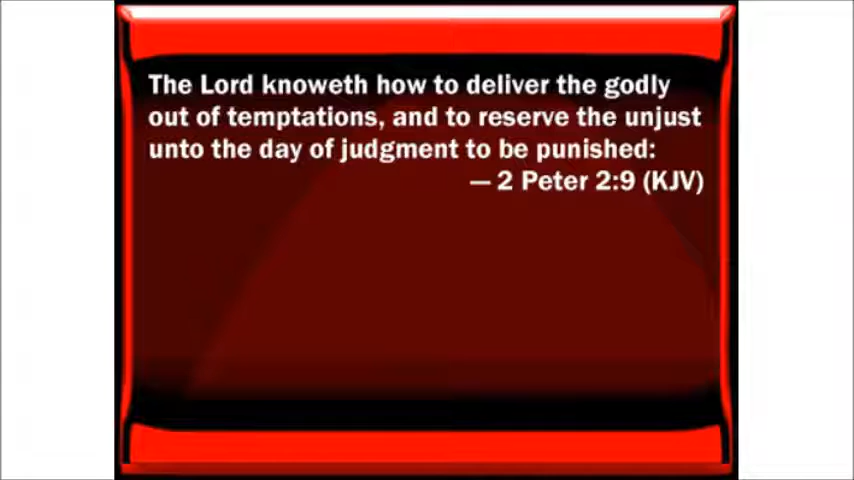 The Lord knoweth how to deliver the godly
out of temptations, and to reserve the unjust
unto the day of judgment to be punished:
— 2 Peter 2:9 (KJV)